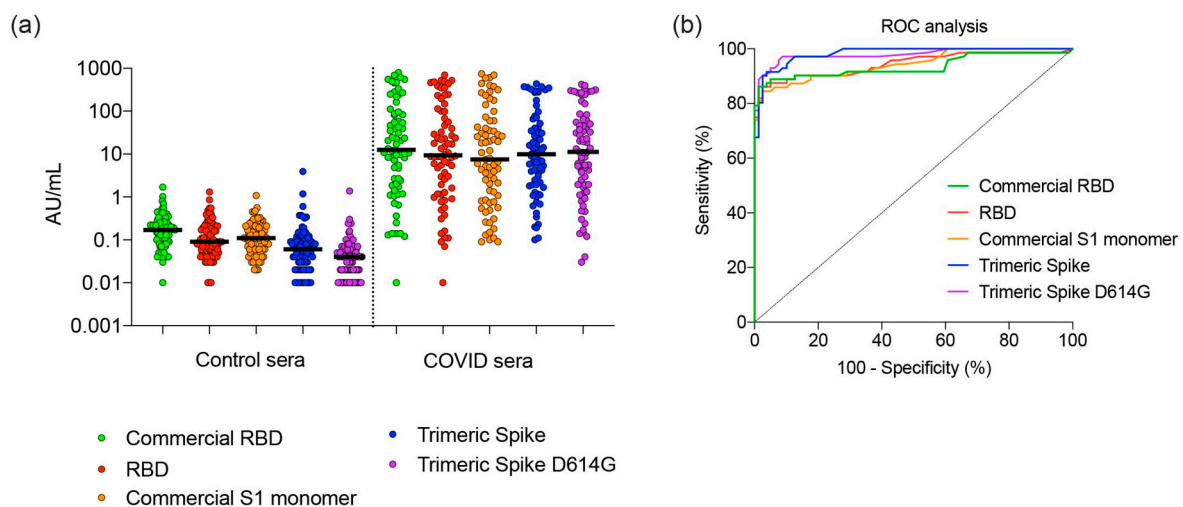 (a)
1000
100
10
1
0.1
0.01
0.001
AU/mL
Control sera
COVID sera
Commercial RBD
RBD
Commercial S1 monomer
Trimeric Spike
Trimeric Spike D614G
(b)
ROC analysis
100
80
60
40
20
0
Sensitivity (%)
0 20 40 60 80 100
100 - Specificity (%)
Commercial RBD
RBD
Commercial S1 monomer
Trimeric Spike
Trimeric Spike D614G